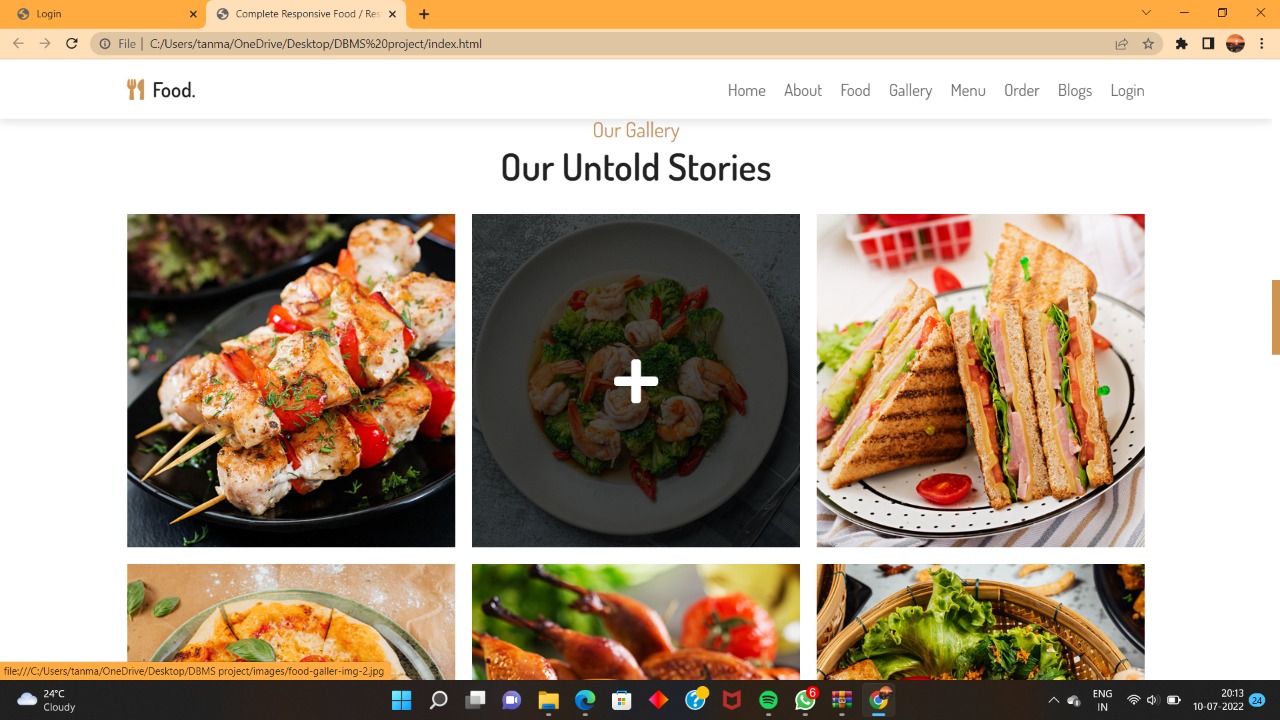 Login
Complete Responsive Food / Res
File
C:/Users/tanma/OneDrive/Desktop/DBMS%20project/index.html
Food.
Home About Food Gallery Menu Order Blogs Login
Our Gallery
Our Untold Stories
file:///C:/Users/tanma/OneDrive/Desktop/DBMS project/images/food-galler-img-2.jpg
24°C
Cloudy
6
ENG
IN
20:13
10-07-2022
24